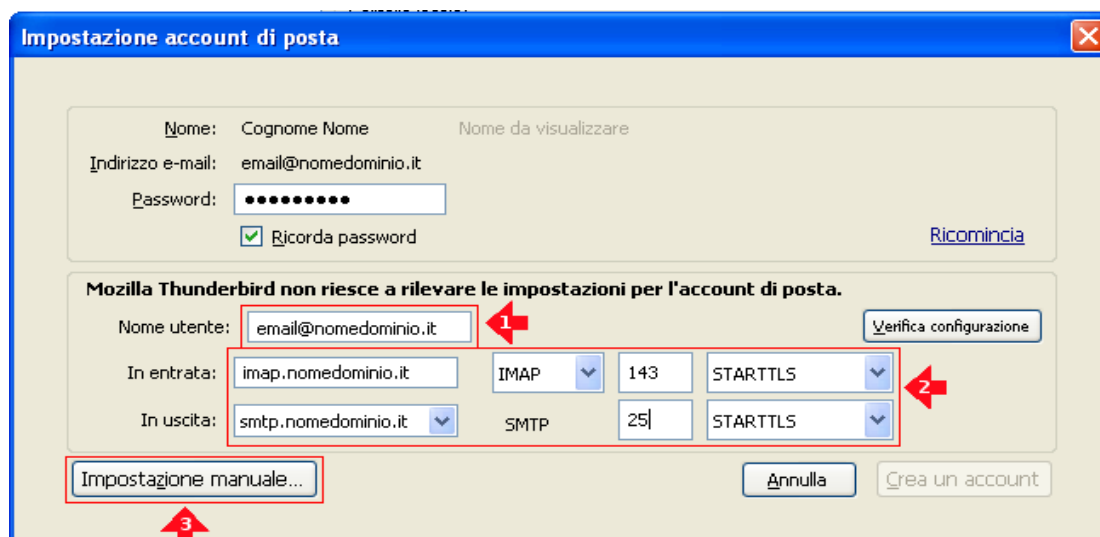 Impostazione account di posta
Nome: Cognome Nome Nome da visualizzare
Indirizzo e-mail: email@nomedominio.it
Password: •••••••••
Ricorda password
Ricomincia
Mozilla Thunderbird non riesce a rilevare le impostazioni per l'account di posta.
Nome utente: email@nomedominio.it 1 Verifica configurazione
In entrata: imap.nomedominio.it IMAP 143 STARTTLS 2
In uscita: smtp.nomedominio.it SMTP 25 STARTTLS
Impostazione manuale... Annulla Crea un account
3